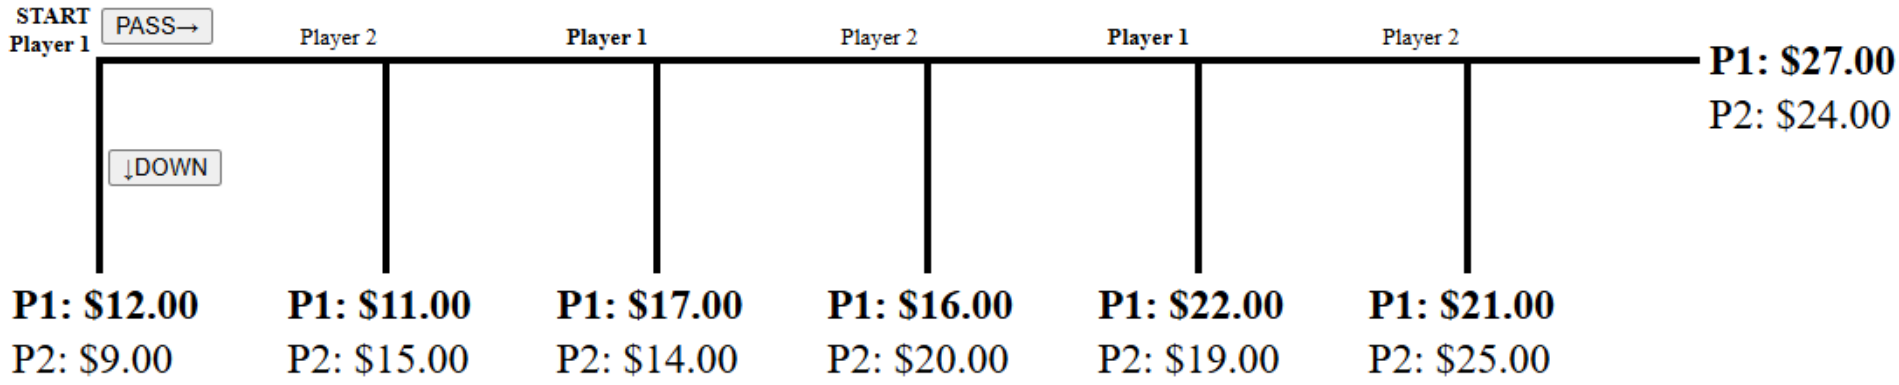 START
Player 1
PASS→
Player 2
Player 1
Player 2
Player 1
Player 2
P1: $27.00
P2: $24.00
↓DOWN
P1: $12.00
P2: $9.00
P1: $11.00
P2: $15.00
P1: $17.00
P2: $14.00
P1: $16.00
P2: $20.00
P1: $22.00
P2: $19.00
P1: $21.00
P2: $25.00